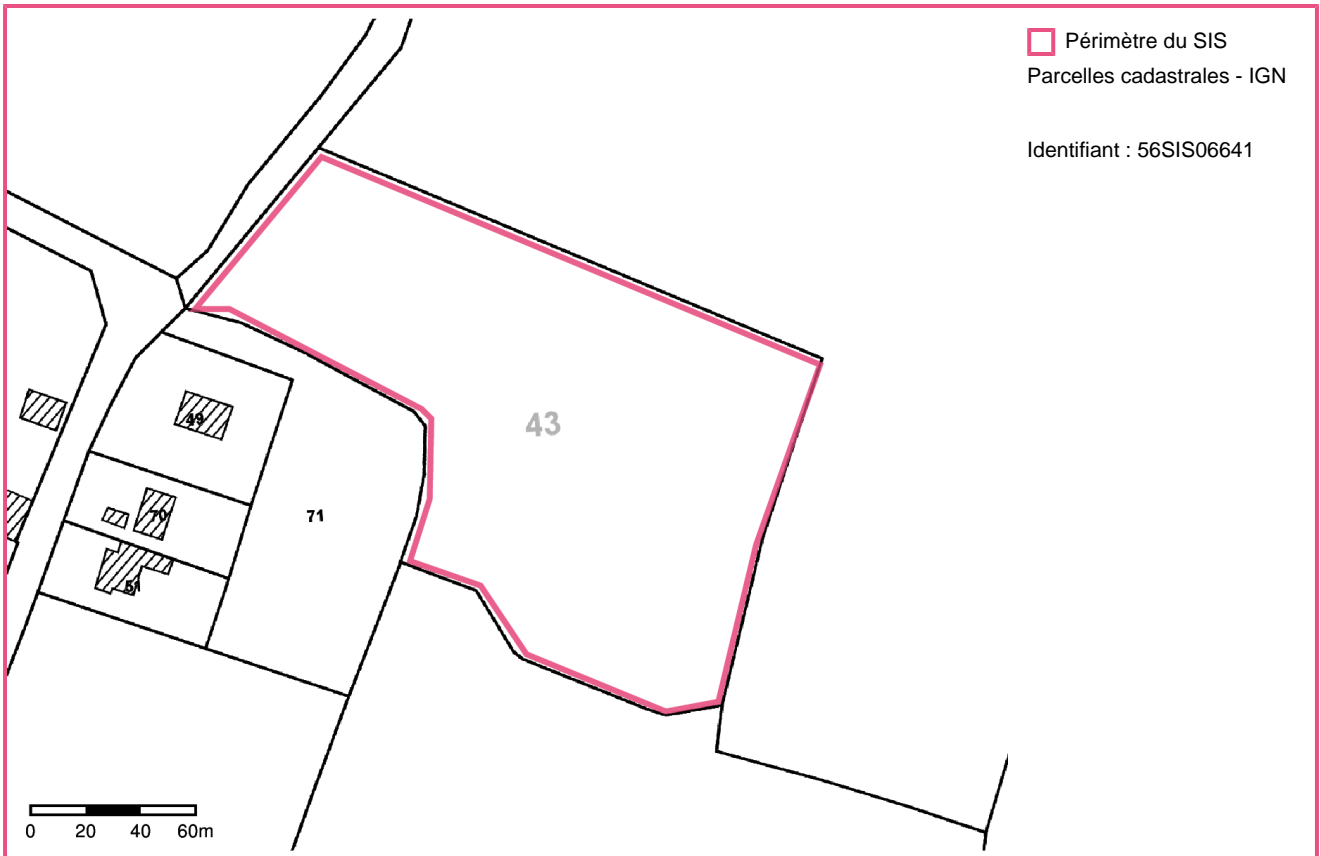 Périmètre du SIS
Parcelles cadastrales - IGN
Identifiant : 56SIS06641
43
49
71
70
51
0 20 40 60m